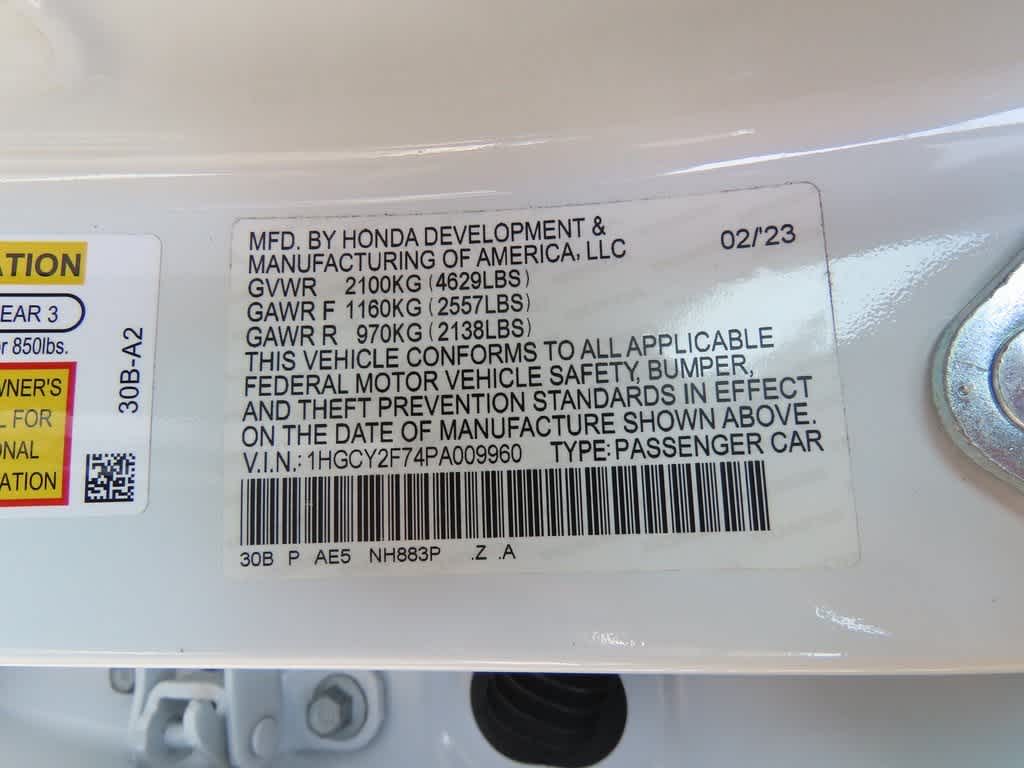 ATION
EAR 3
or 850lbs.
WNER'S
L FOR
ONAL
ATION
30B-A2
MFD. BY HONDA DEVELOPMENT &
MANUFACTURING OF AMERICA, LLC
02/'23
GVWR 2100KG (4629LBS)
GAWR F 1160KG (2557LBS)
GAWR R 970KG (2138LBS)
THIS VEHICLE CONFORMS TO ALL APPLICABLE
FEDERAL MOTOR VEHICLE SAFETY, BUMPER,
AND THEFT PREVENTION STANDARDS IN EFFECT
ON THE DATE OF MANUFACTURE SHOWN ABOVE.
V.I.N.: 1HGCY2F74PA009960 TYPE: PASSENGER CAR
30B P AE5 NH883P .Z .A